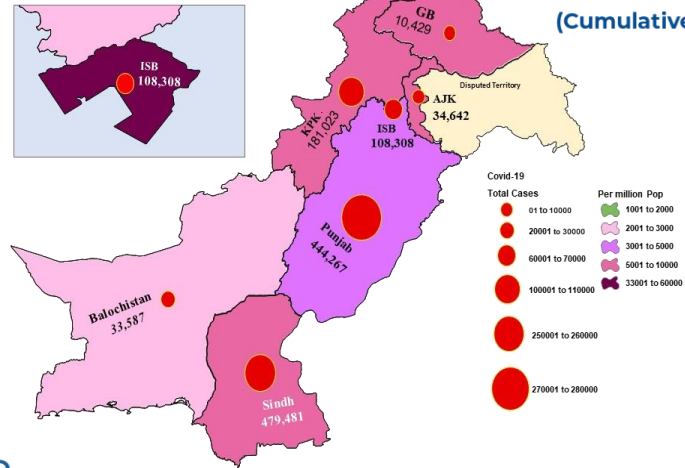 (Cumulative
ISB
108,308
GB
10,429
Disputed Territory
AJK
34,642
KPK
181,023
ISB
108,308
Punjab
444,267
Balochistan
33,587
Sindh
479,481
Covid-19
Total Cases
01 to 10000
20001 to 30000
60001 to 70000
100001 to 110000
250001 to 260000
270001 to 280000
Per million Pop
1001 to 2000
2001 to 3000
3001 to 5000
5001 to 10000
33001 to 60000